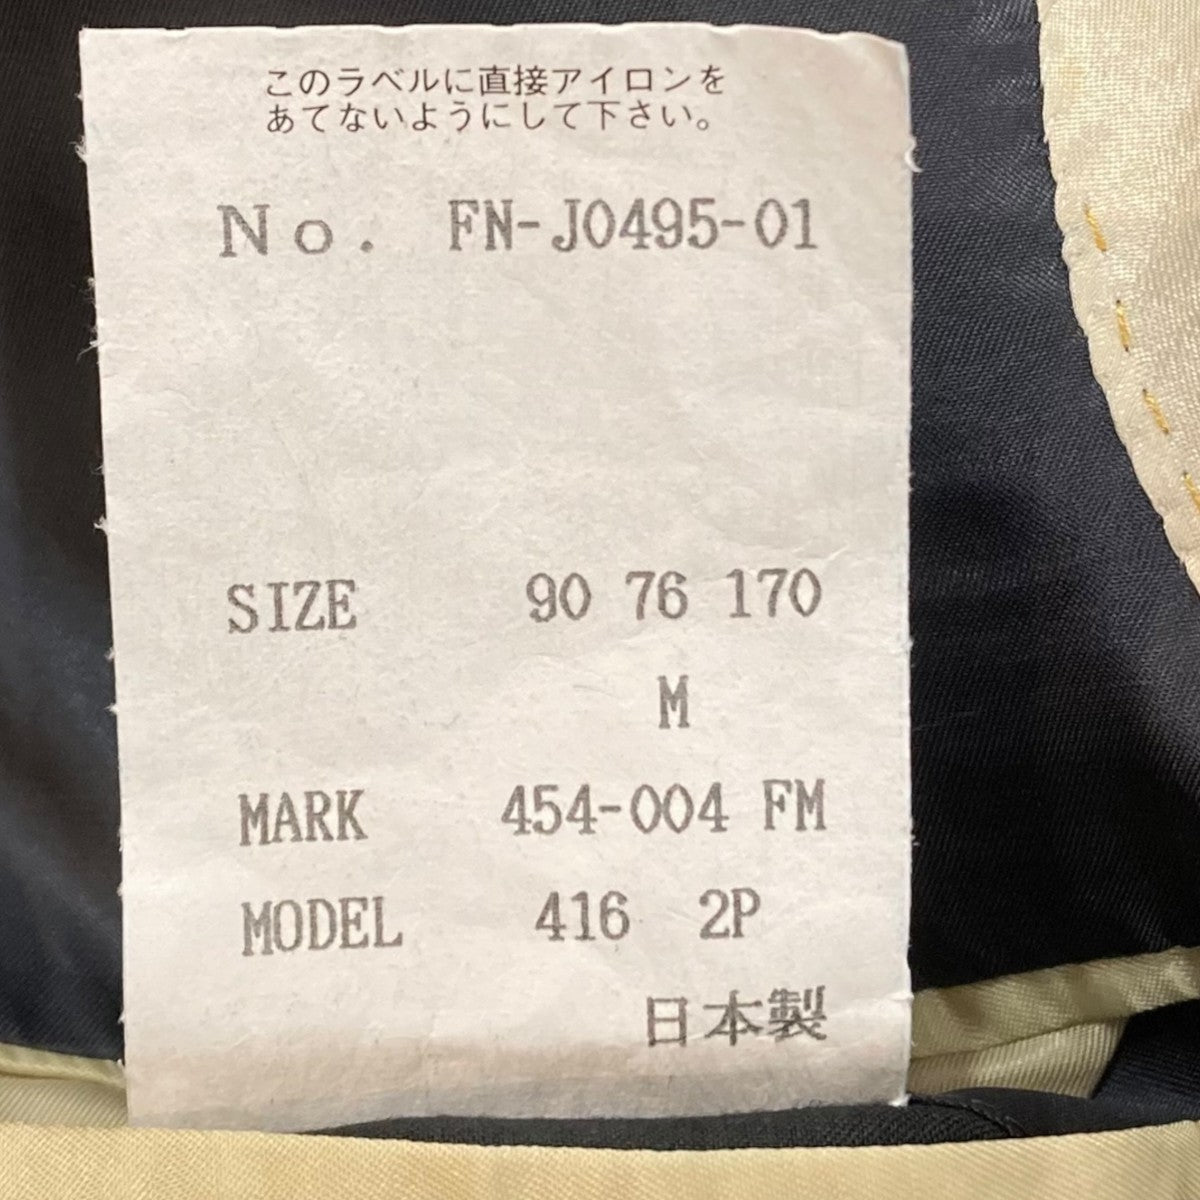 このラベルに直接アイロンを
あてないようにして下さい。
No. FN-J0495-01
SIZE 90 76 170
M
MARK 454-004 FM
MODEL 416 2P
日本製